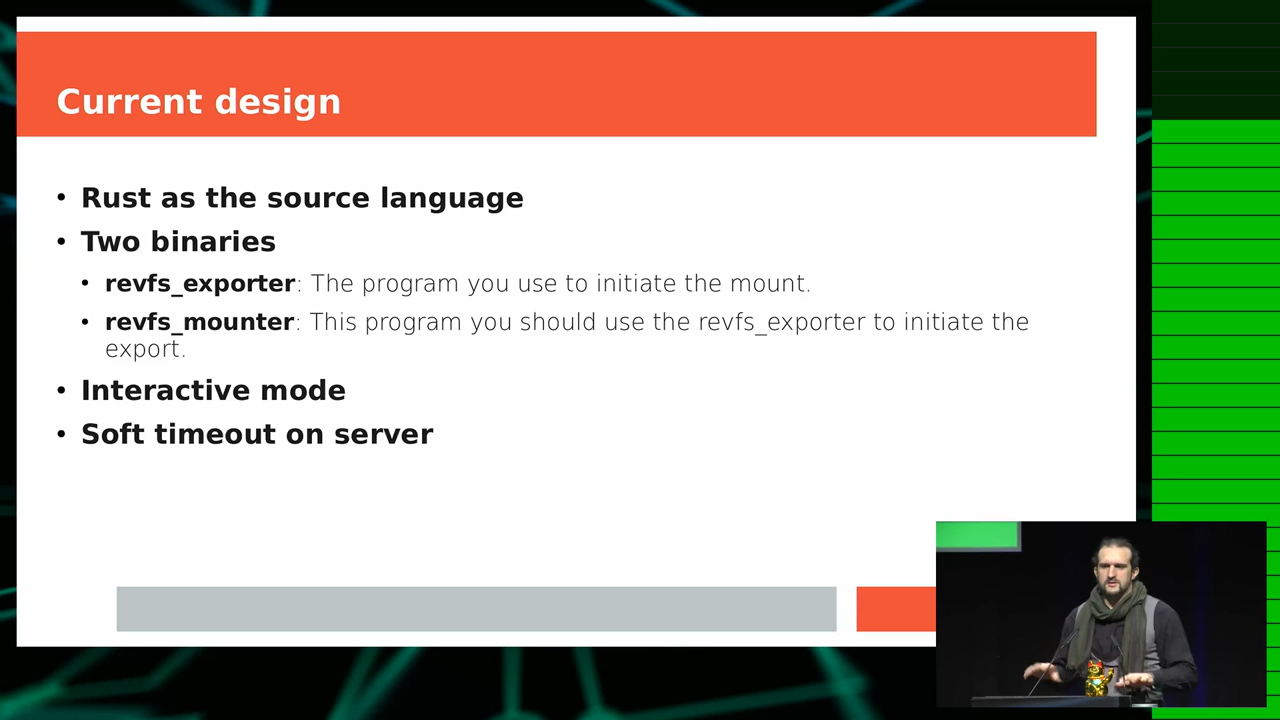 Current design
• Rust as the source language
• Two binaries
• revfs_exporter: The program you use to initiate the mount.
• revfs_mounter: This program you should use the revfs_exporter to initiate the
export.
• Interactive mode
• Soft timeout on server